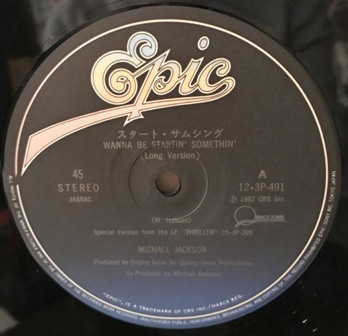 Epic
スタート・サムシング
WANNA BE STARTIN' SOMETHIN'
(Long Version)
45
STEREO
JASRAC
A
12・3P-491
Ⓟ 1982 CBS Inc.
(M. Jackson)
Special Version from the LP "THRILLER" 25・3P-399
MICHAEL JACKSON
Produced by Quincy Jones for Quincy Jones Productions
Co-Produced by Michael Jackson
"EPIC", IS A TRADEMARK OF CBS INC./MARCA REG.